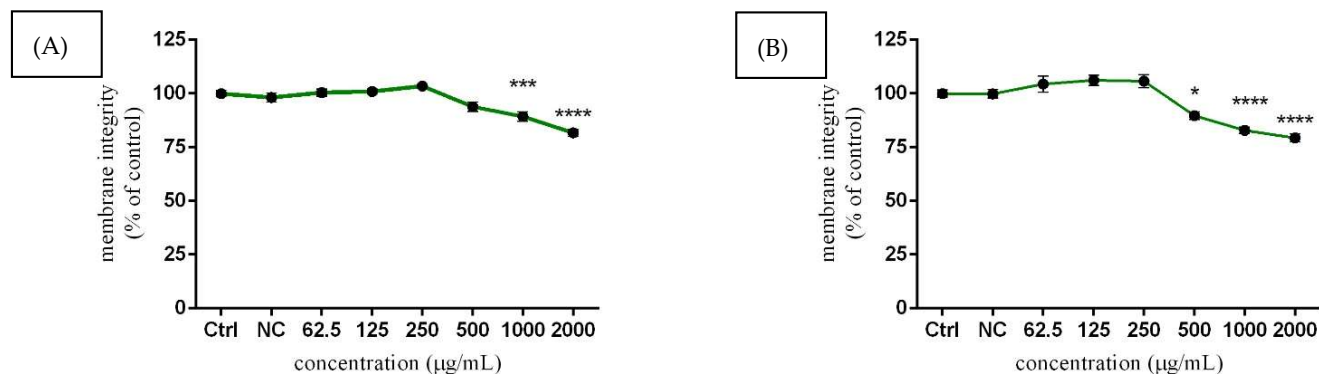 (A)
membrane integrity
(% of control)
125
100
75
50
25
0
***
****
Ctrl NC 62.5 125 250 500 1000 2000
concentration (µg/mL)
(B)
membrane integrity
(% of control)
125
100
75
50
25
0
*
****
****
Ctrl NC 62.5 125 250 500 1000 2000
concentration (µg/mL)